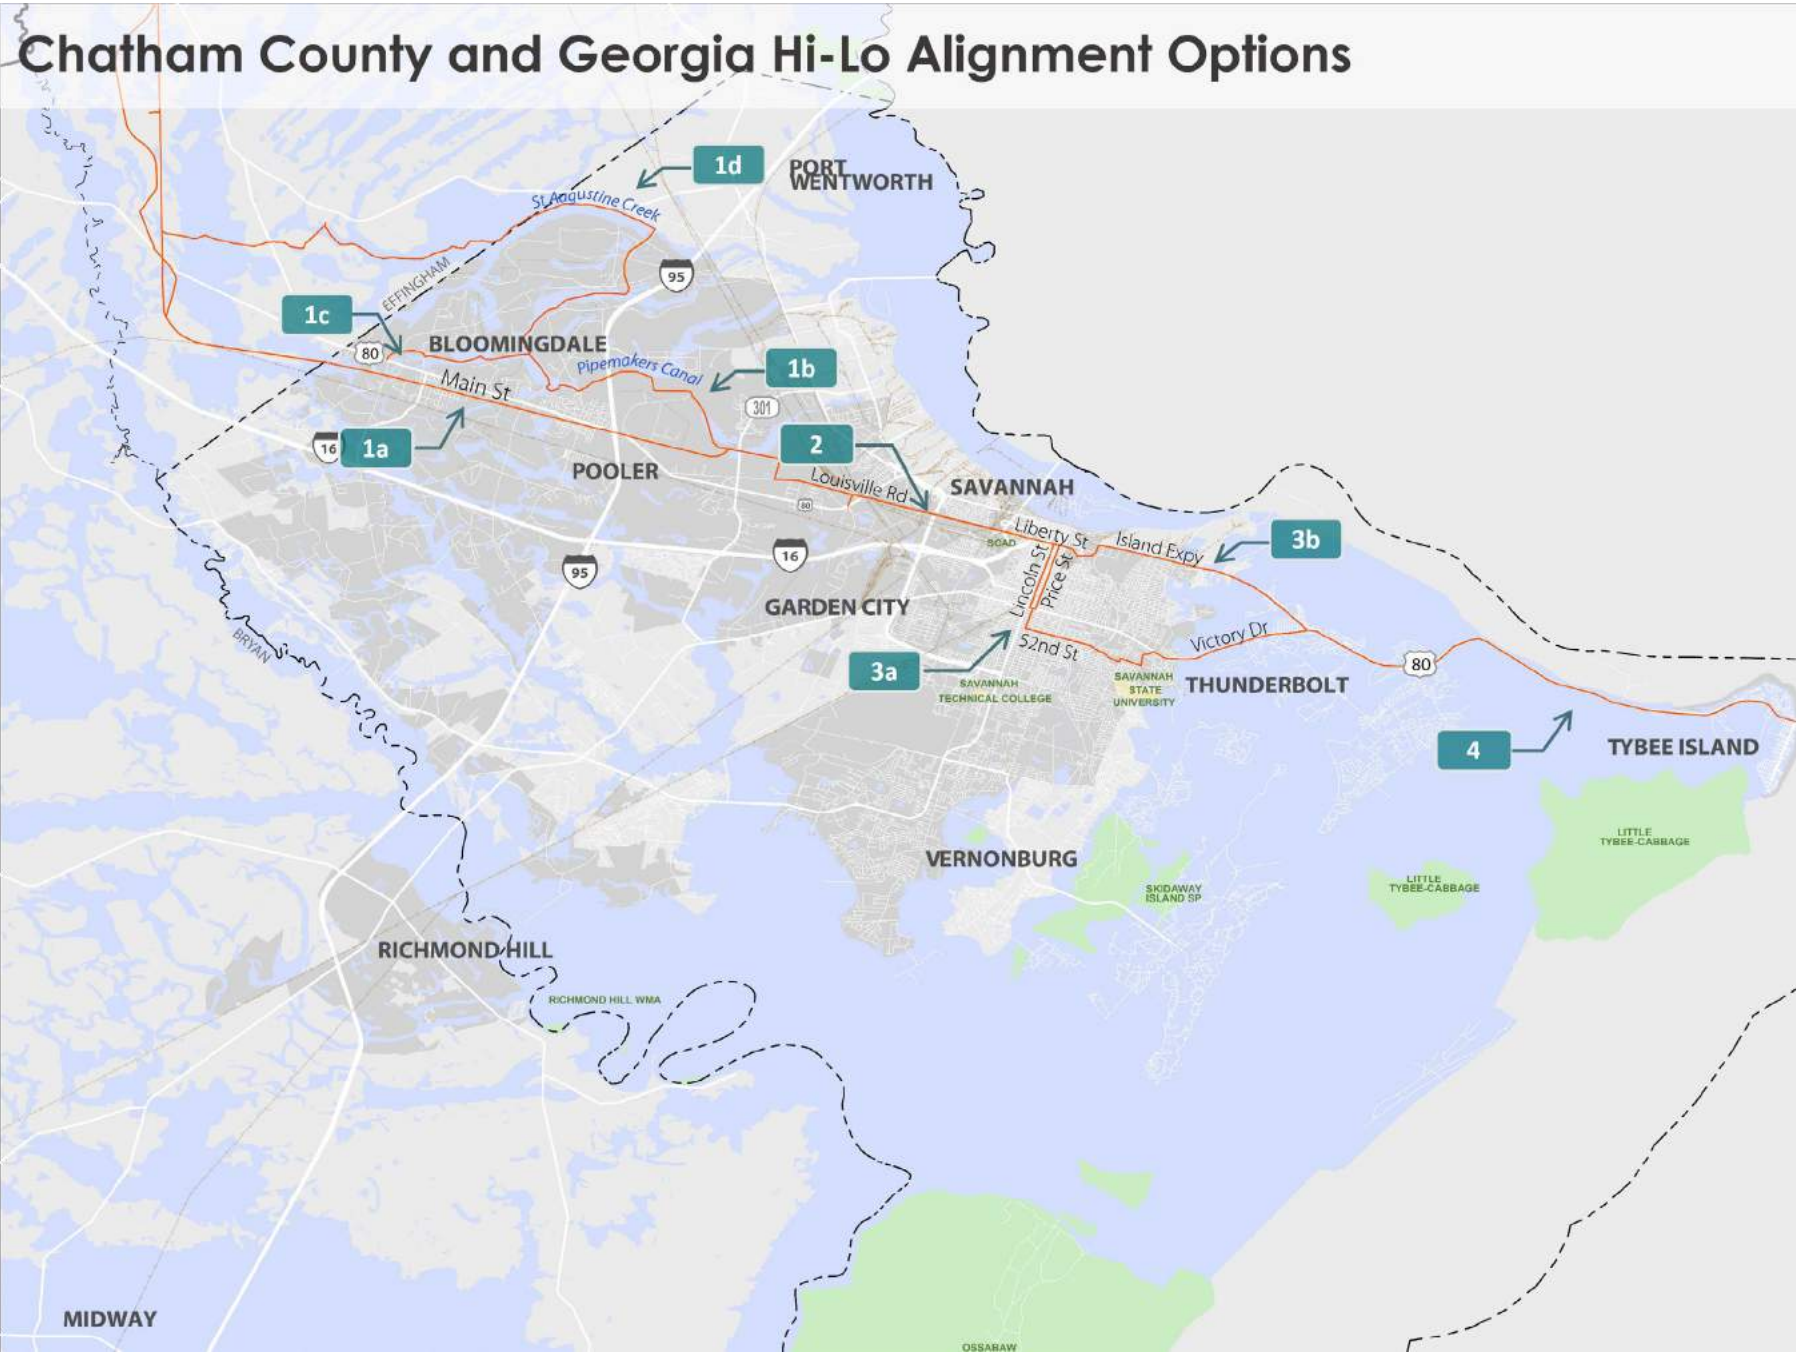 Chatham County and Georgia Hi-Lo Alignment Options
1d
PORT
WENTWORTH
St Augustine Creek
EFFINGHAM
95
1c
80
BLOOMINGDALE
Pipemakers Canal
1b
Main St
301
16
1a
2
POOLER
Louisville Rd
80
SAVANNAH
Liberty St
SCAD
Island Expy
3b
95
16
Lincoln St
Price St
GARDEN CITY
BRYAN
52nd St
Victory Dr
3a
80
SAVANNAH
TECHNICAL COLLEGE
SAVANNAH
STATE
UNIVERSITY
THUNDERBOLT
4
TYBEE ISLAND
LITTLE
TYBEE-CABBAGE
VERNONBURG
LITTLE
TYBEE-CABBAGE
SKIDAWAY
ISLAND SP
RICHMOND HILL
RICHMOND HILL WMA
MIDWAY
OSSABAW